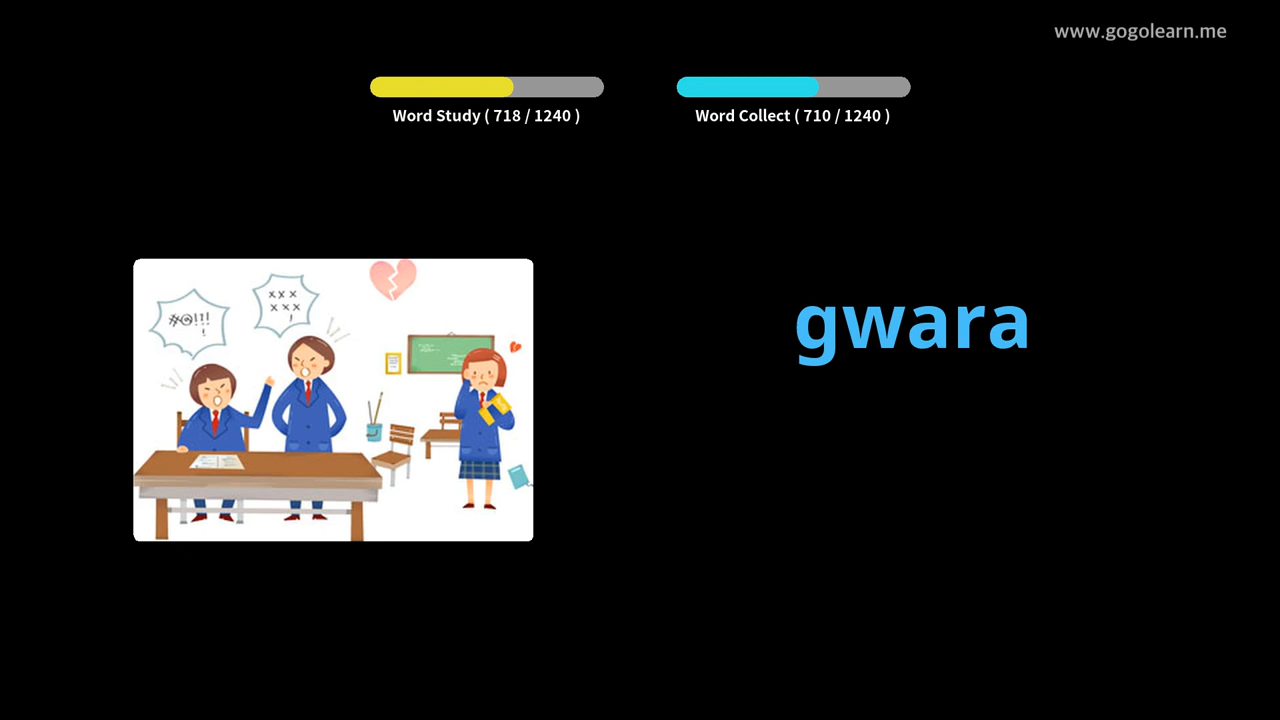 www.gogolearn.me
Word Study ( 718 / 1240 )
Word Collect ( 710 / 1240 )
#@!!!
!
x x x
x x x
!
gwara